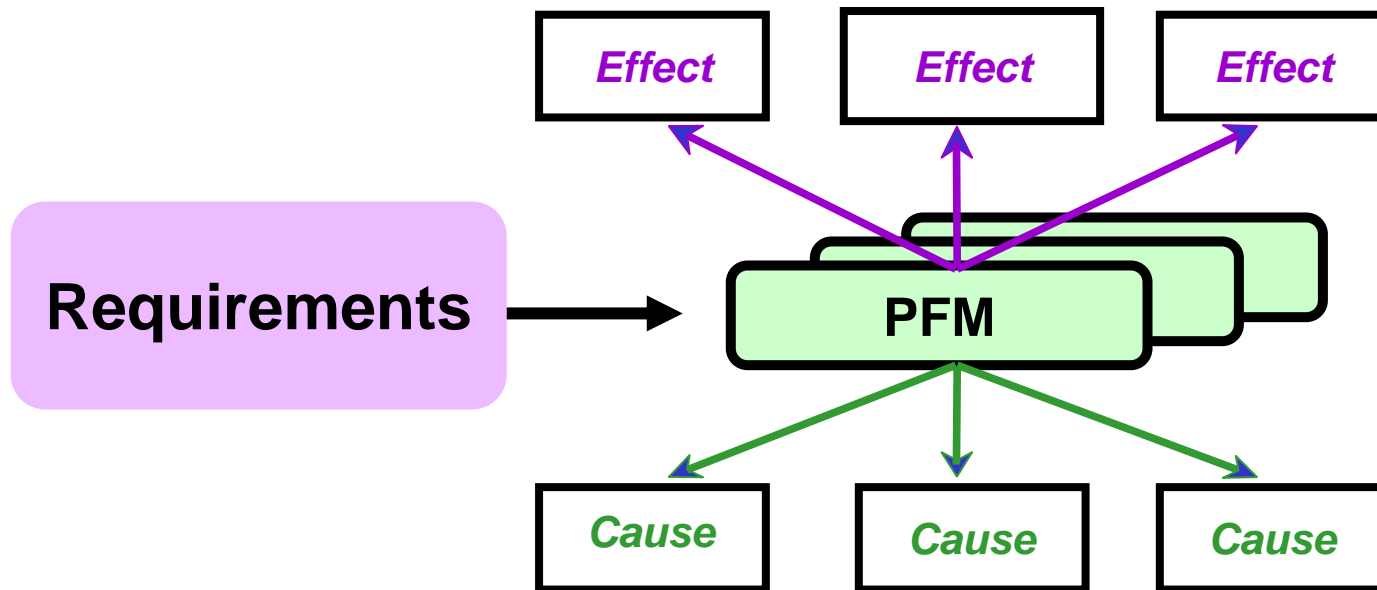 Effect
Effect
Effect
Requirements
PFM
Cause
Cause
Cause